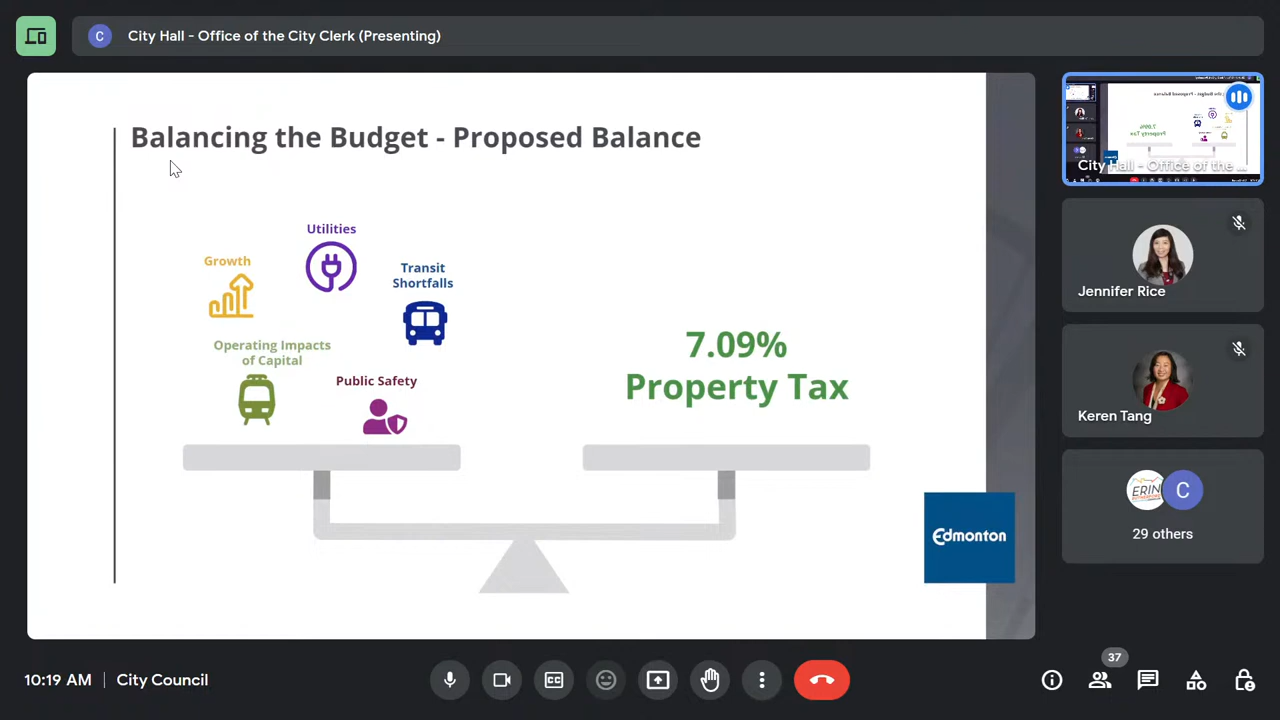 C
City Hall - Office of the City Clerk (Presenting)
Balancing the Budget - Proposed Balance
Utilities
Growth
Transit
Shortfalls
Operating Impacts
of Capital
Public Safety
7.09%
Property Tax
Edmonton
City Hall - Office of the ...
Jennifer Rice
Keren Tang
ERIN
C
29 others
10:19 AM
City Council
CC
37